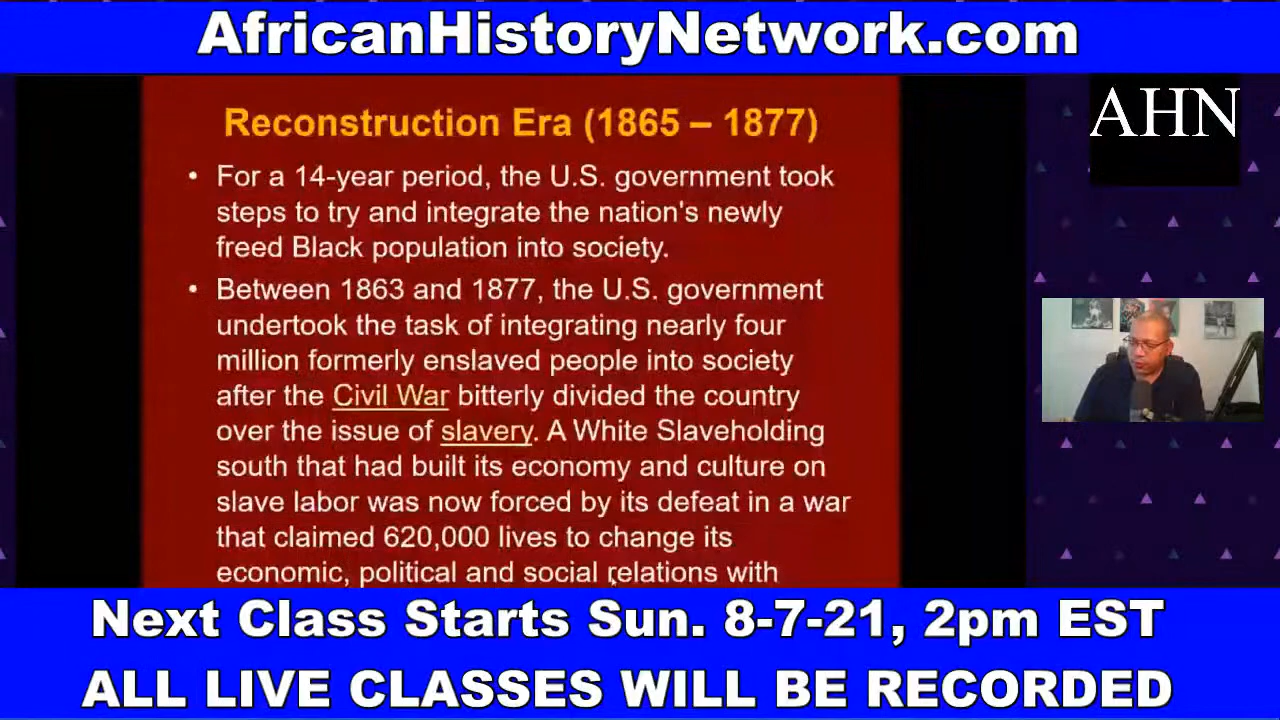 AfricanHistoryNetwork.com
AHN
Reconstruction Era (1865 – 1877)
• For a 14-year period, the U.S. government took
steps to try and integrate the nation's newly
freed Black population into society.
• Between 1863 and 1877, the U.S. government
undertook the task of integrating nearly four
million formerly enslaved people into society
after the Civil War bitterly divided the country
over the issue of slavery. A White Slaveholding
south that had built its economy and culture on
slave labor was now forced by its defeat in a war
that claimed 620,000 lives to change its
economic, political and social relations with
Next Class Starts Sun. 8-7-21, 2pm EST
ALL LIVE CLASSES WILL BE RECORDED